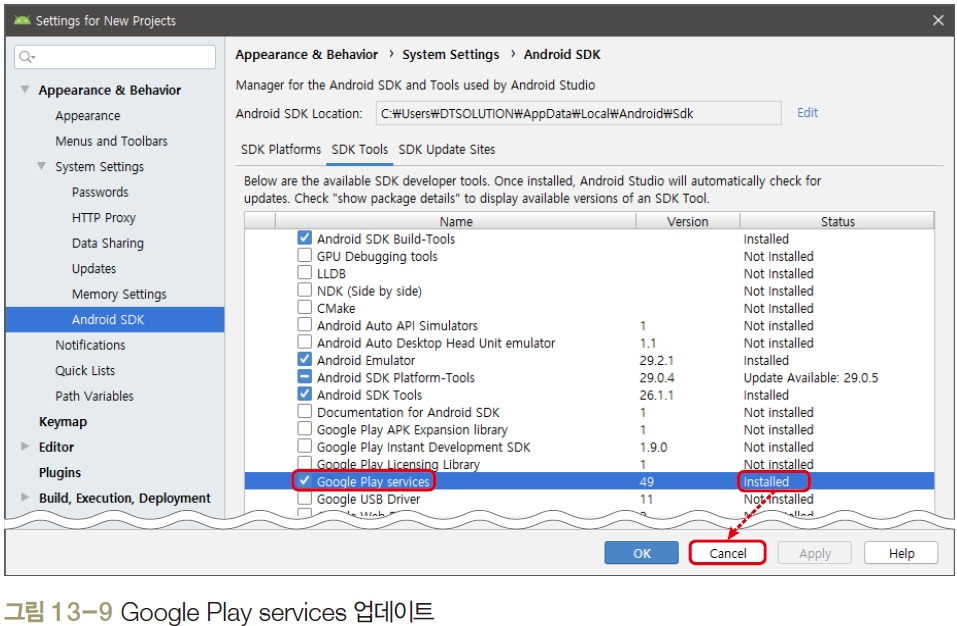 Settings for New Projects
Appearance & Behavior
Appearance
Menus and Toolbars
System Settings
Passwords
HTTP Proxy
Data Sharing
Updates
Memory Settings
Android SDK
Notifications
Quick Lists
Path Variables
Keymap
Editor
Plugins
Build, Execution, Deployment
Appearance & Behavior > System Settings > Android SDK
Manager for the Android SDK and Tools used by Android Studio
Android SDK Location: C:₩Users₩DTSOLUTION₩AppData₩Local₩Android₩Sdk Edit
SDK Platforms SDK Tools SDK Update Sites
Below are the available SDK developer tools. Once installed, Android Studio will automatically check for
updates. Check "show package details" to display available versions of an SDK Tool.
Name Version Status
Android SDK Build-Tools Installed
GPU Debugging tools Not Installed
LLDB Not Installed
NDK (Side by side) Not Installed
CMake Not Installed
Android Auto API Simulators 1 Not installed
Android Auto Desktop Head Unit emulator 1.1 Not installed
Android Emulator 29.2.1 Installed
Android SDK Platform-Tools 29.0.4 Update Available: 29.0.5
Android SDK Tools 26.1.1 Installed
Documentation for Android SDK 1 Not installed
Google Play APK Expansion library 1 Not installed
Google Play Instant Development SDK 1.9.0 Not installed
Google Play Licensing Library 1 Not installed
Google Play services 49 Installed
Google USB Driver 11 Not installed
OK Cancel Apply Help
그림 13-9 Google Play services 업데이트